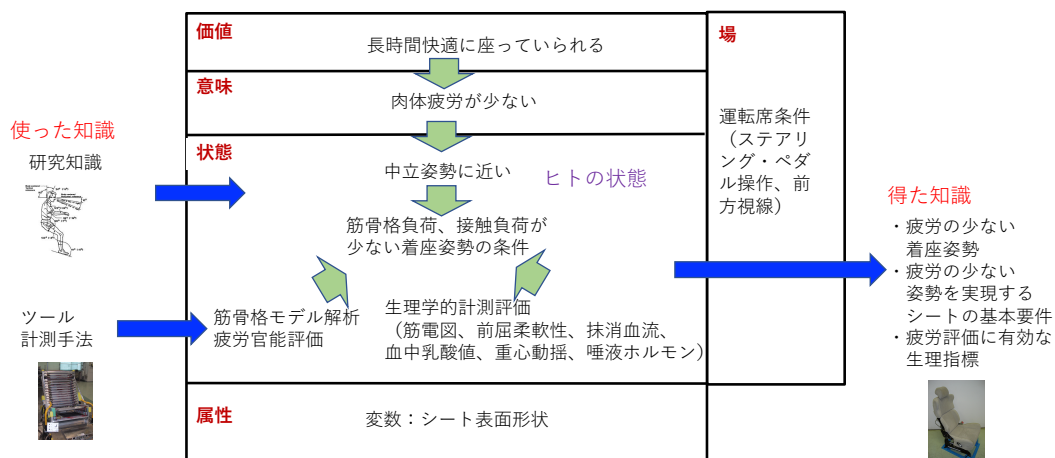 価値
長時間快適に座っていられる
意味
肉体疲労が少ない
場
運転席条件
（ステアリ
ング・ペダ
ル操作、前
方視線）
使った知識
研究知識
状態
中立姿勢に近い
ヒトの状態
筋骨格負荷、接触負荷が
少ない着座姿勢の条件
ツール
計測手法
筋骨格モデル解析
疲労官能評価
生理学的計測評価
（筋電図、前屈柔軟性、抹消血流、
血中乳酸値、重心動揺、唾液ホルモン）
得た知識
・疲労の少ない
着座姿勢
・疲労の少ない
姿勢を実現する
シートの基本要件
・疲労評価に有効な
生理指標
属性
変数：シート表面形状